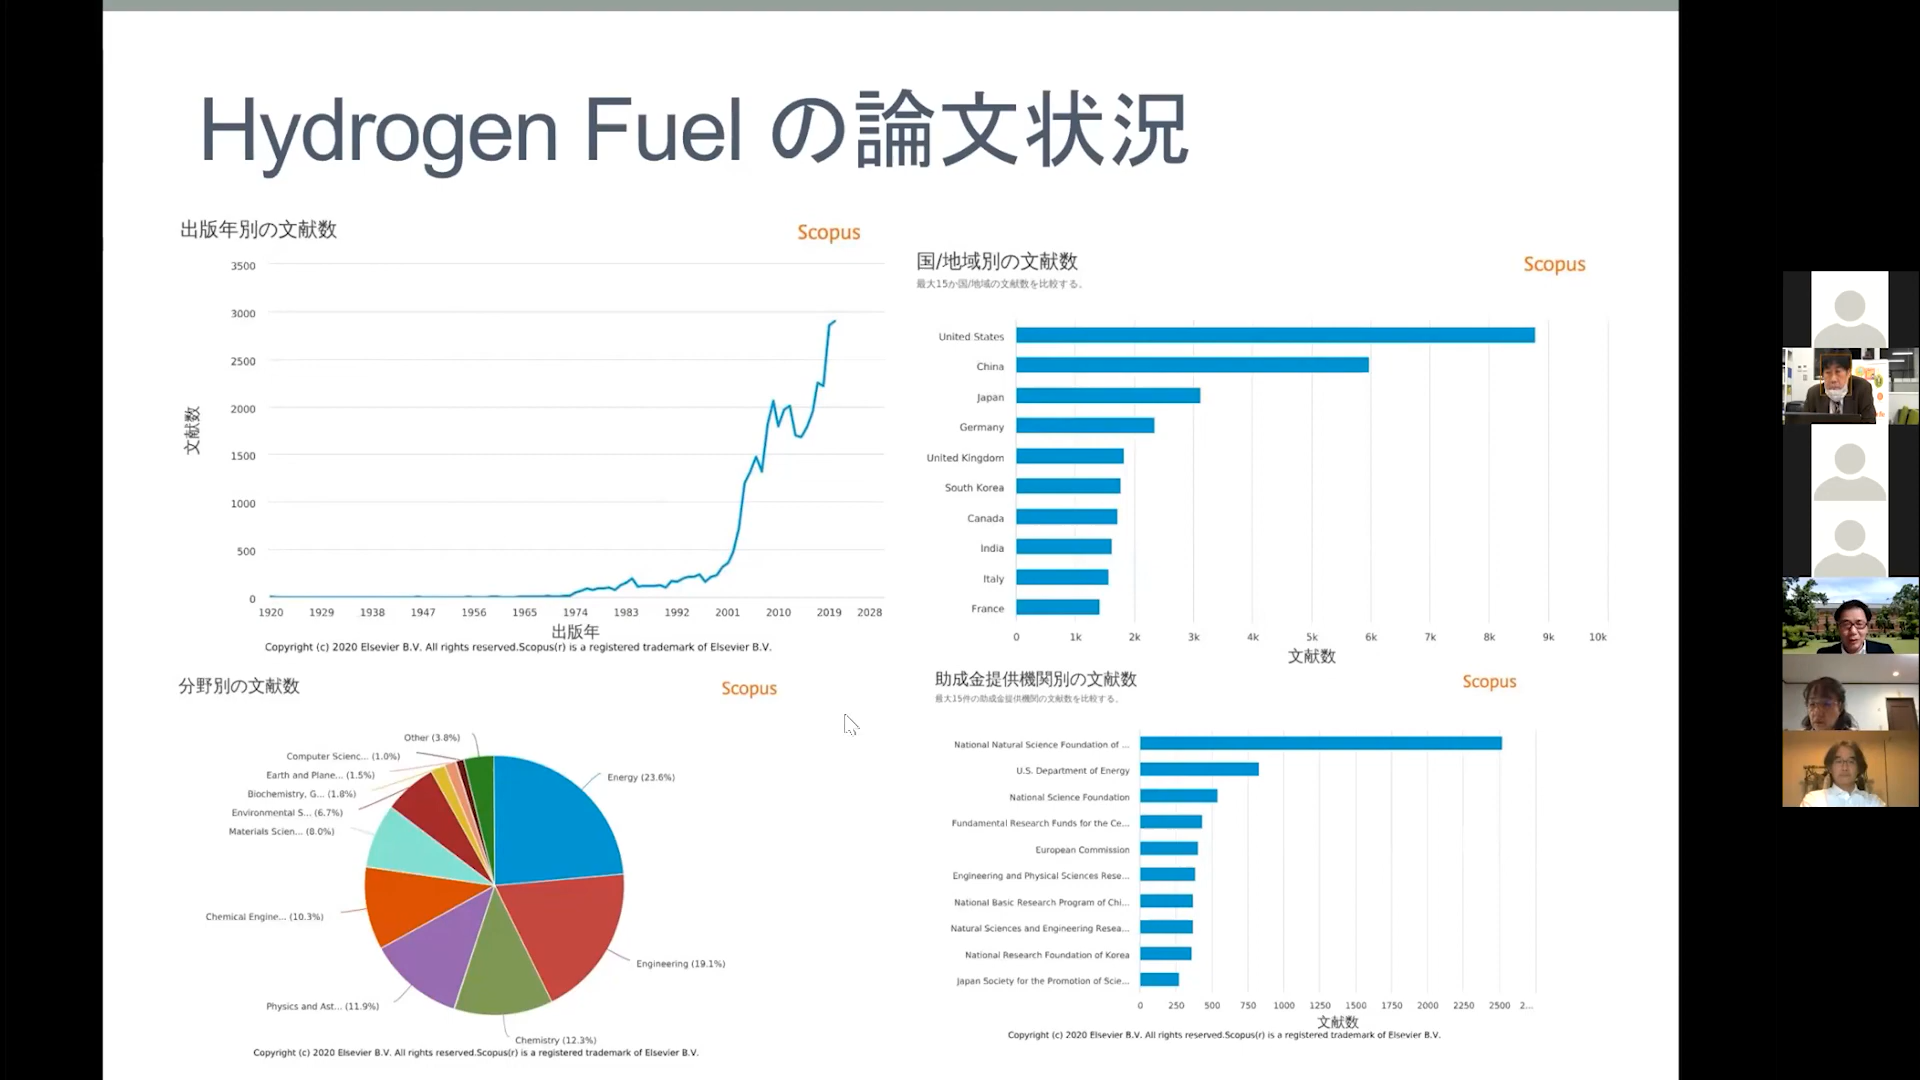 Hydrogen Fuel の論文状況
出版年別の文献数
Scopus
3500
3000
2500
2000
1500
1000
500
0
文献数
1920 1929 1938 1947 1956 1965 1974 1983 1992 2001 2010 2019 2028
出版年
Copyright (c) 2020 Elsevier B.V. All rights reserved.Scopus(r) is a registered trademark of Elsevier B.V.
国/地域別の文献数
Scopus
最大15か国/地域の文献数を比較する。
United States
China
Japan
Germany
United Kingdom
South Korea
Canada
India
Italy
France
0 1k 2k 3k 4k 5k 6k 7k 8k 9k 10k
文献数
分野別の文献数
Scopus
Other (3.8%)
Computer Scienc... (1.0%)
Earth and Plane... (1.5%)
Biochemistry, G... (1.8%)
Environmental S... (6.7%)
Materials Scien... (8.0%)
Chemical Engine... (10.3%)
Physics and Ast... (11.9%)
Chemistry (12.3%)
Engineering (19.1%)
Energy (23.6%)
Copyright (c) 2020 Elsevier B.V. All rights reserved.Scopus(r) is a registered trademark of Elsevier B.V.
助成金提供機関別の文献数
Scopus
最大15件の助成金提供機関の文献数を比較する。
National Natural Science Foundation of ...
U.S. Department of Energy
National Science Foundation
Fundamental Research Funds for the Ce...
European Commission
Engineering and Physical Sciences Rese...
National Basic Research Program of Chi...
Natural Sciences and Engineering Resea...
National Research Foundation of Korea
Japan Society for the Promotion of Scie...
0 250 500 750 1000 1250 1500 1750 2000 2250 2500 2...
文献数
Copyright (c) 2020 Elsevier B.V. All rights reserved.Scopus(r) is a registered trademark of Elsevier B.V.